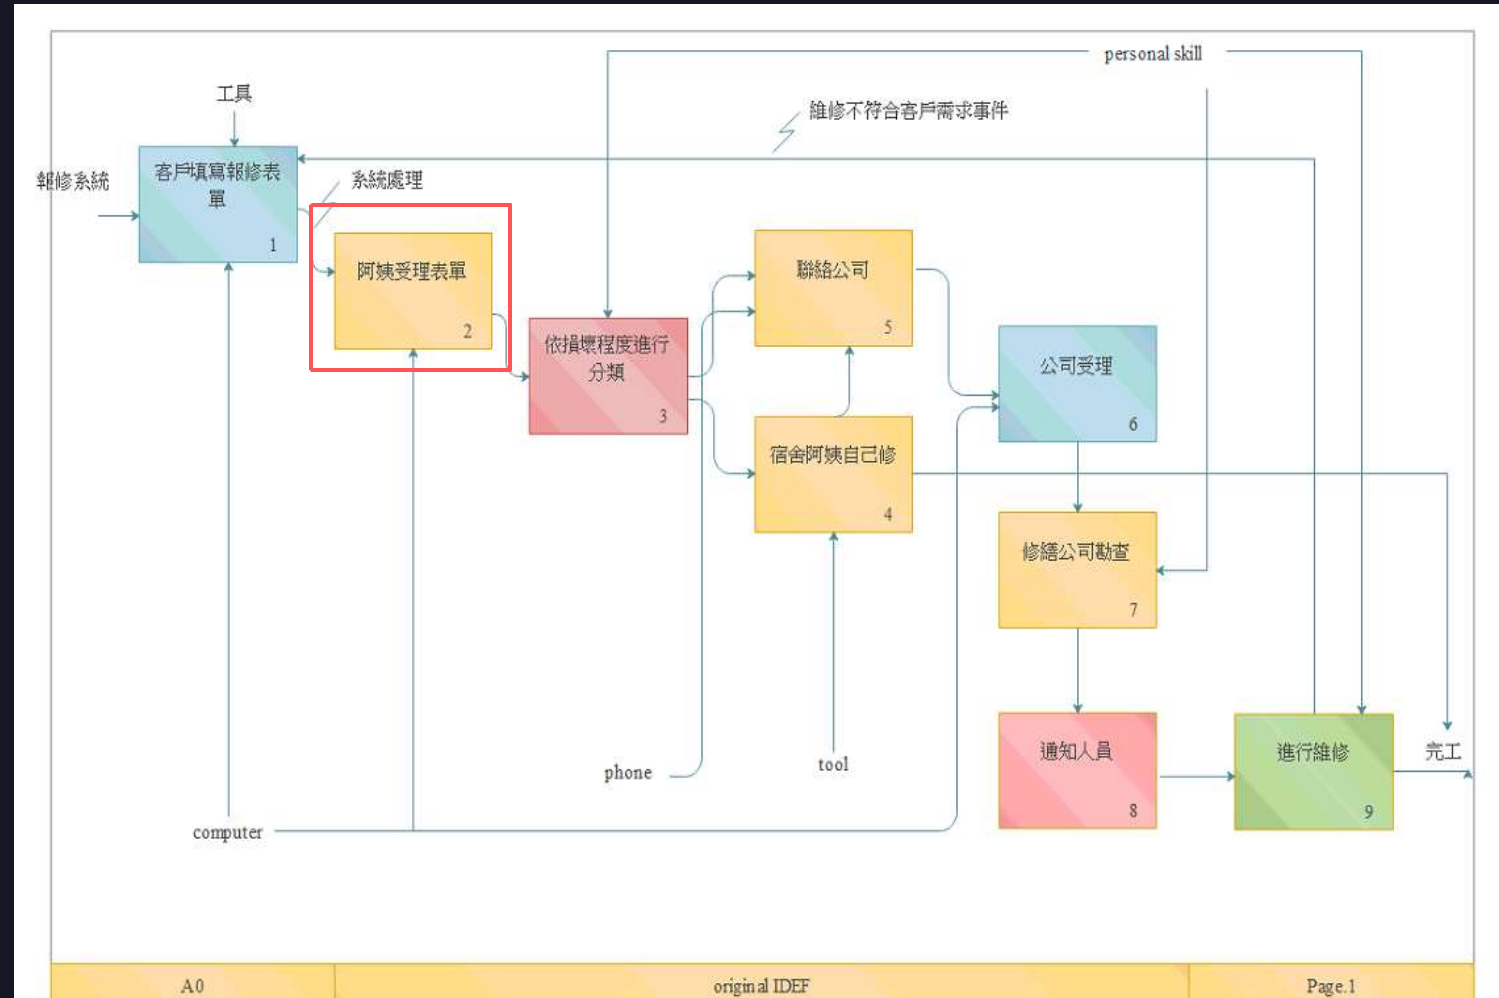 personal skill
工具
維修不符合客戶需求事件
報修系統
客戶填寫報修表
單
1
系統處理
阿姨受理表單
2
依損壞程度進行
分類
3
聯絡公司
5
宿舍阿姨自己修
4
公司受理
6
修繕公司勘查
7
通知人員
8
進行維修
9
完工
phone
tool
computer
A0
original IDEF
Page.1